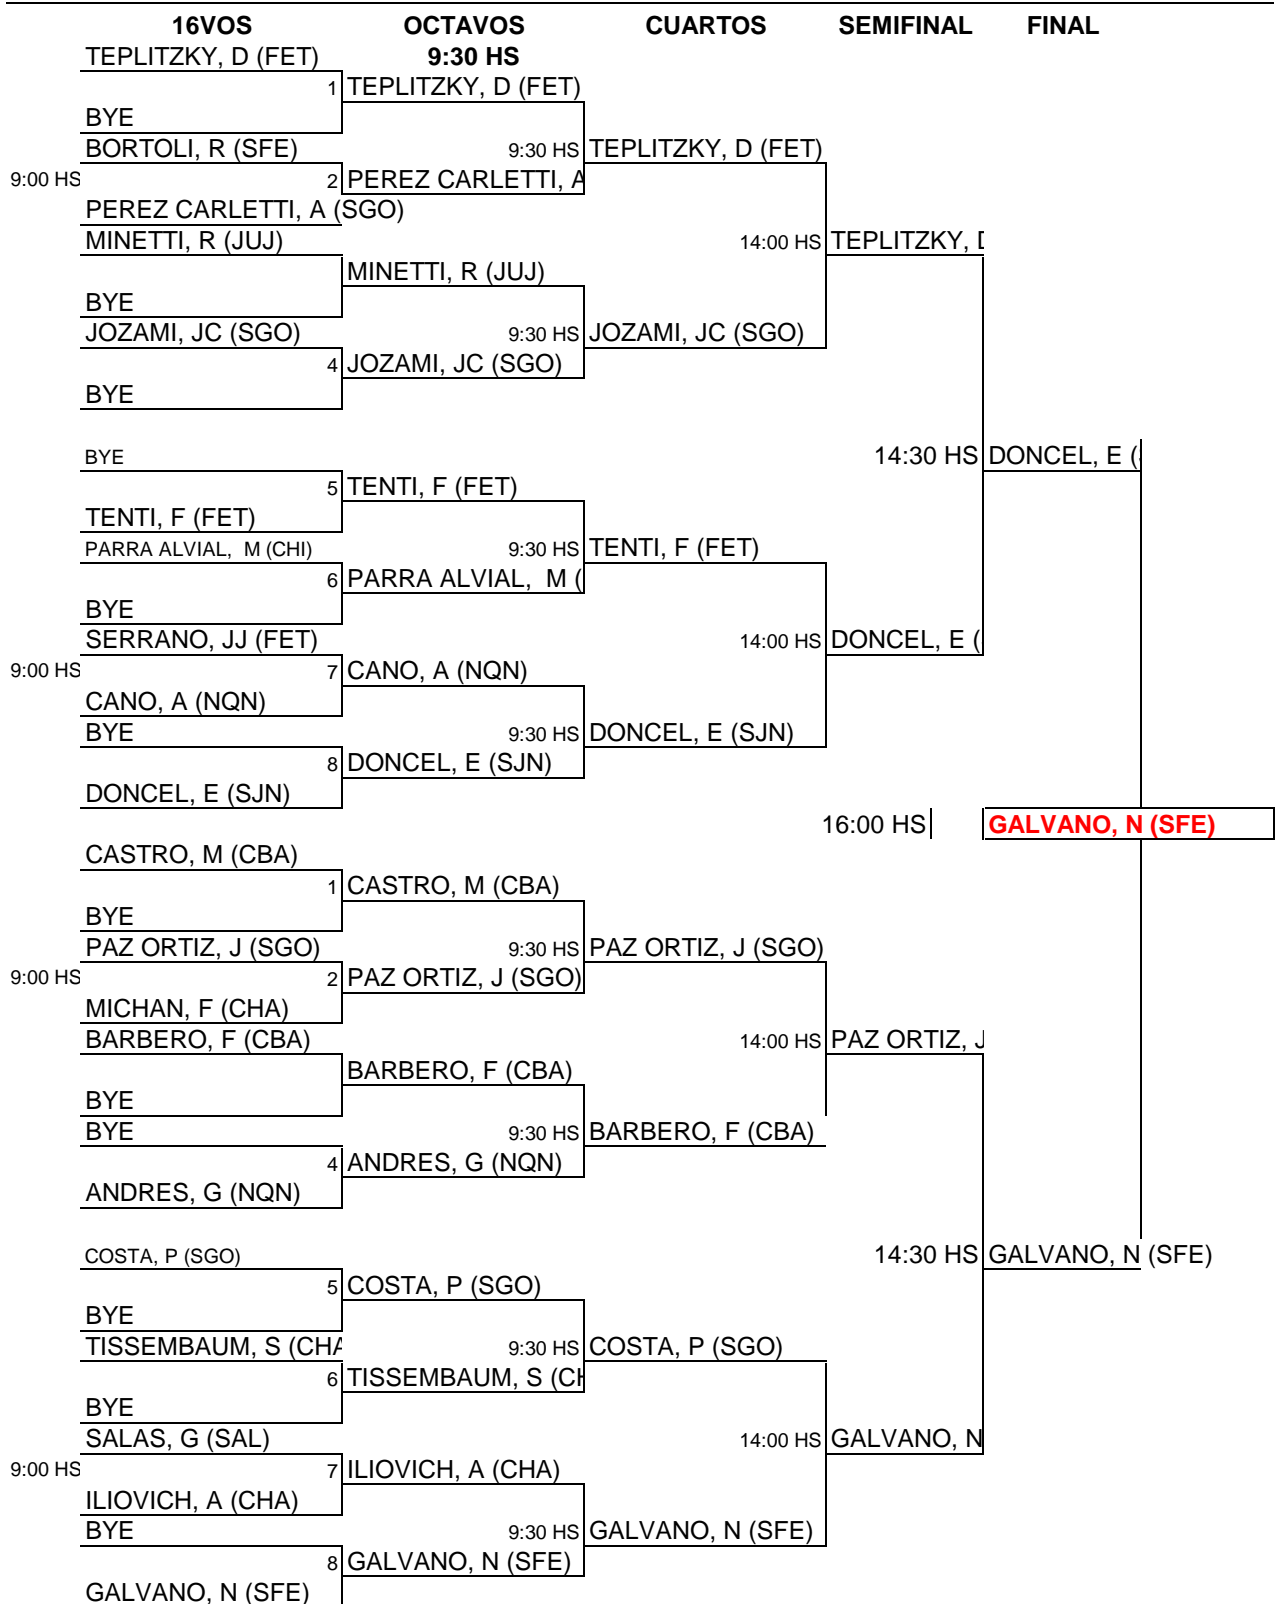 16VOS OCTAVOS CUARTOS SEMIFINAL FINAL
TEPLITZKY, D (FET) 9:30 HS
1 TEPLITZKY, D (FET)
BYE
BORTOLI, R (SFE) 9:30 HS TEPLITZKY, D (FET)
9:00 HS 2 PEREZ CARLETTI, A
PEREZ CARLETTI, A (SGO)
MINETTI, R (JUJ) 14:00 HS TEPLITZKY, D
MINETTI, R (JUJ)
BYE
JOZAMI, JC (SGO) 9:30 HS JOZAMI, JC (SGO)
4 JOZAMI, JC (SGO)
BYE
BYE 14:30 HS DONCEL, E (
5 TENTI, F (FET)
TENTI, F (FET)
PARRA ALVIAL, M (CHI) 9:30 HS TENTI, F (FET)
6 PARRA ALVIAL, M (
BYE
SERRANO, JJ (FET) 14:00 HS DONCEL, E (
9:00 HS 7 CANO, A (NQN)
CANO, A (NQN)
BYE 9:30 HS DONCEL, E (SJN)
8 DONCEL, E (SJN)
DONCEL, E (SJN)
16:00 HS GALVANO, N (SFE)
CASTRO, M (CBA)
1 CASTRO, M (CBA)
BYE
PAZ ORTIZ, J (SGO) 9:30 HS PAZ ORTIZ, J (SGO)
9:00 HS 2 PAZ ORTIZ, J (SGO)
MICHAN, F (CHA)
BARBERO, F (CBA) 14:00 HS PAZ ORTIZ, J
BARBERO, F (CBA)
BYE
BYE 9:30 HS BARBERO, F (CBA)
4 ANDRES, G (NQN)
ANDRES, G (NQN)
COSTA, P (SGO) 14:30 HS GALVANO, N (SFE)
5 COSTA, P (SGO)
BYE
TISSEMBAUM, S (CHA 9:30 HS COSTA, P (SGO)
6 TISSEMBAUM, S (CH
BYE
SALAS, G (SAL) 14:00 HS GALVANO, N
9:00 HS 7 ILIOVICH, A (CHA)
ILIOVICH, A (CHA)
BYE 9:30 HS GALVANO, N (SFE)
8 GALVANO, N (SFE)
GALVANO, N (SFE)